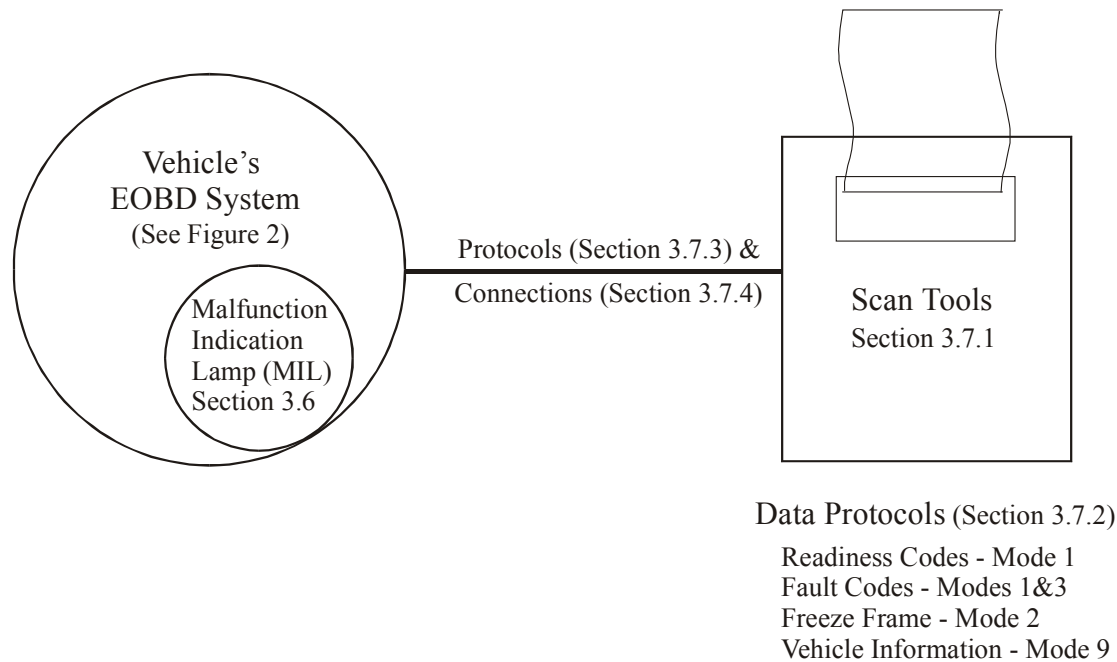 Vehicle's
EOBD System
(See Figure 2)
Malfunction
Indication
Lamp (MIL)
Section 3.6
Protocols (Section 3.7.3) &
Connections (Section 3.7.4)
Scan Tools
Section 3.7.1
Data Protocols (Section 3.7.2)
Readiness Codes - Mode 1
Fault Codes - Modes 1&3
Freeze Frame - Mode 2
Vehicle Information - Mode 9